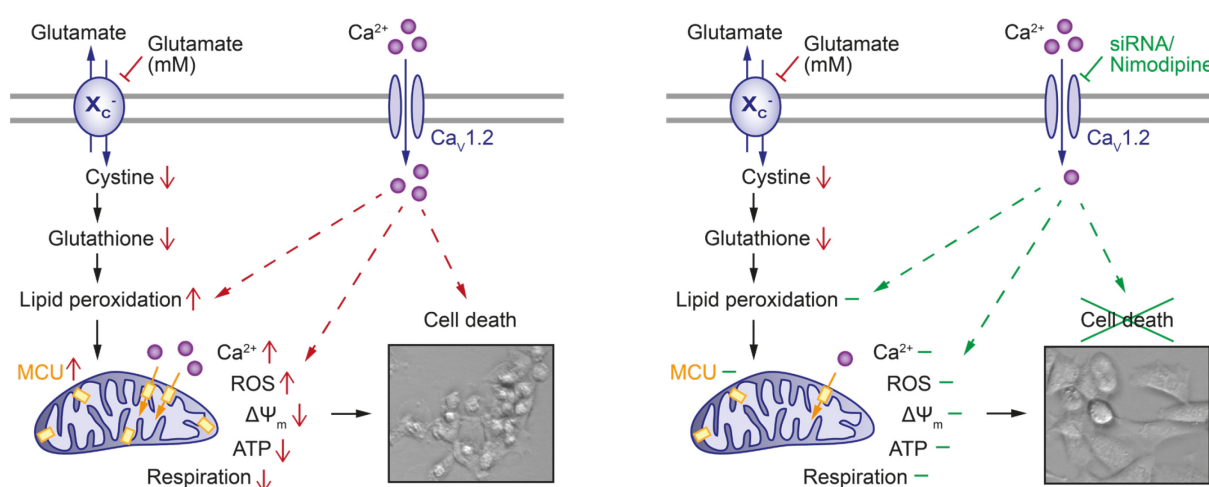 Glutamate
Glutamate
(mM)
Ca²⁺
X꜀⁻
Caᵥ1.2
Cystine ↓
Glutathione ↓
Lipid peroxidation ↑
Cell death
MCU ↑
Ca²⁺ ↑
ROS ↑
ΔΨₘ ↓
ATP ↓
Respiration ↓
Glutamate
Glutamate
(mM)
Ca²⁺
siRNA/
Nimodipine
X꜀⁻
Caᵥ1.2
Cystine ↓
Glutathione ↓
Lipid peroxidation –
Cell death
MCU –
Ca²⁺ –
ROS –
ΔΨₘ –
ATP –
Respiration –